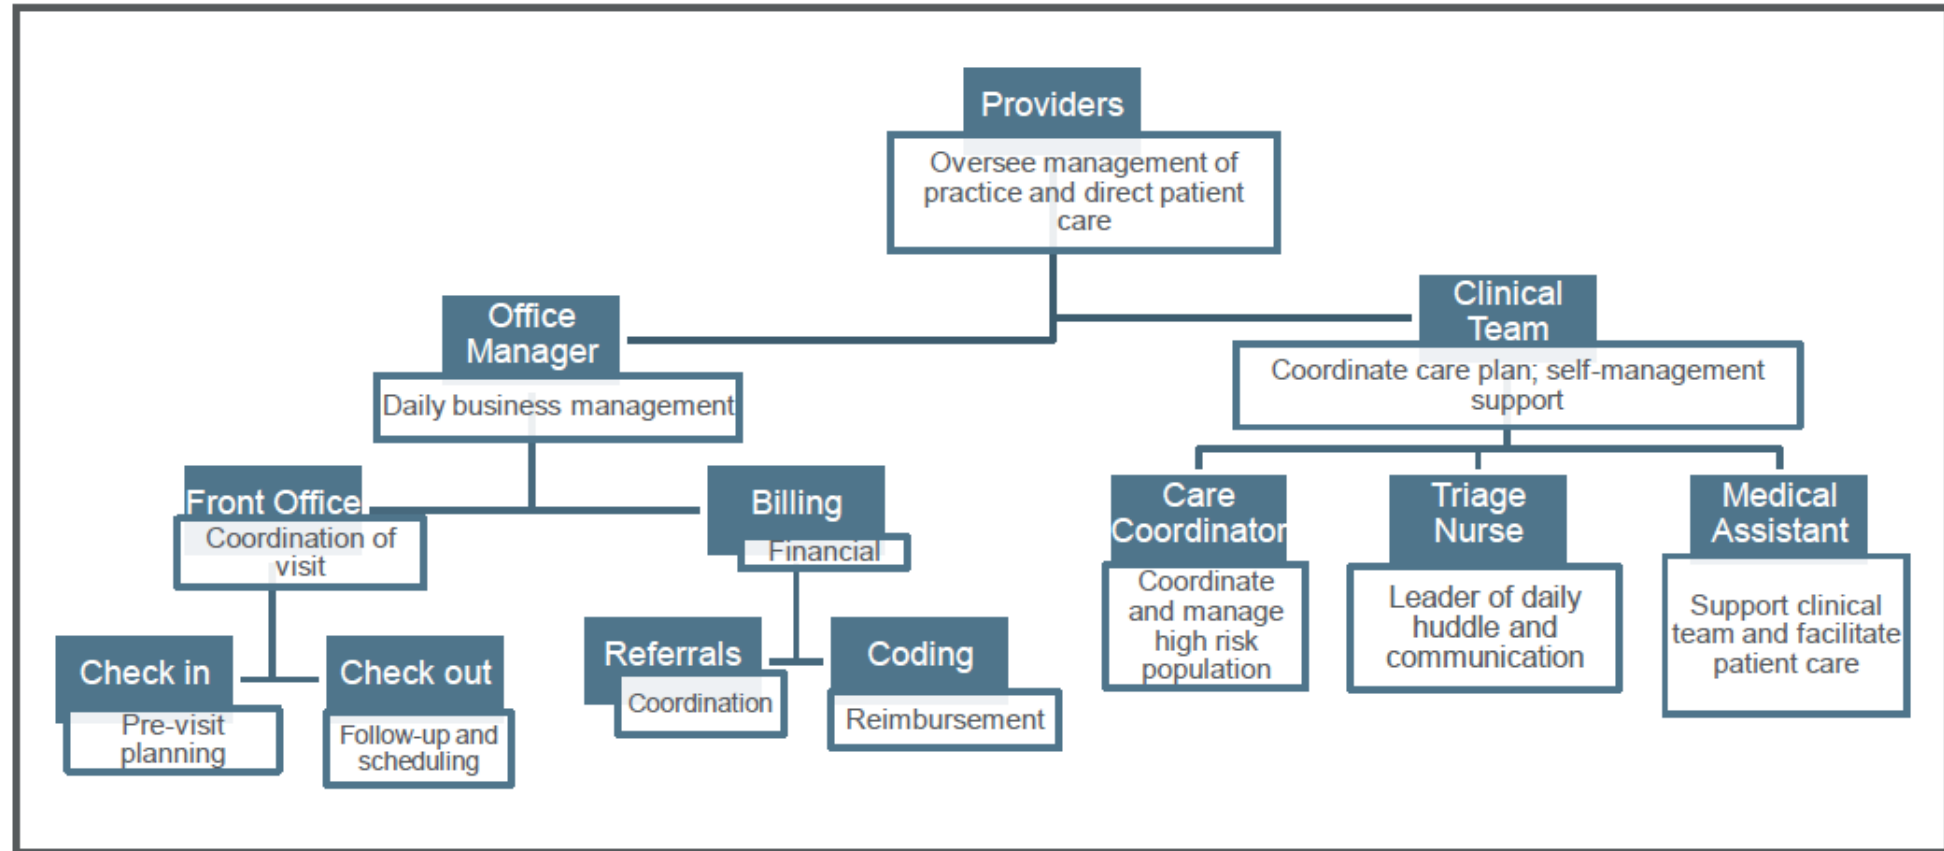 Providers
Oversee management of
practice and direct patient
care
Office
Manager
Daily business management
Clinical
Team
Coordinate care plan; self-management
support
Front Office
Coordination of
visit
Billing
Financial
Check in
Pre-visit
planning
Check out
Follow-up and
scheduling
Referrals
Coordination
Coding
Reimbursement
Care
Coordinator
Coordinate
and manage
high risk
population
Triage
Nurse
Leader of daily
huddle and
communication
Medical
Assistant
Support clinical
team and facilitate
patient care